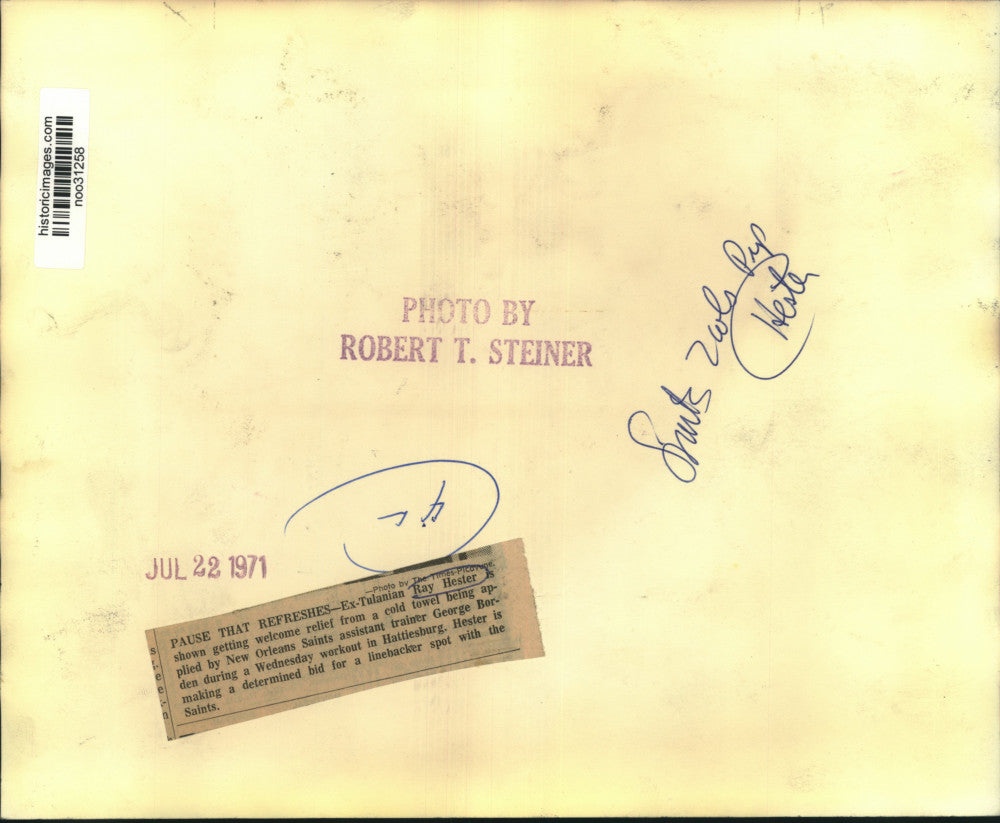 historicimages.com
noo31258
PHOTO BY
ROBERT T. STEINER
Saints 2 cols
Hester
JUL 22 1971
—Photo by The Times-Picayune.
PAUSE THAT REFRESHES—Ex-Tulanian Ray Hester is
shown getting welcome relief from a cold towel being ap-
plied by New Orleans Saints assistant trainer George Bor-
den during a Wednesday workout in Hattiesburg. Hester is
making a determined bid for a linebacker spot with the
Saints.